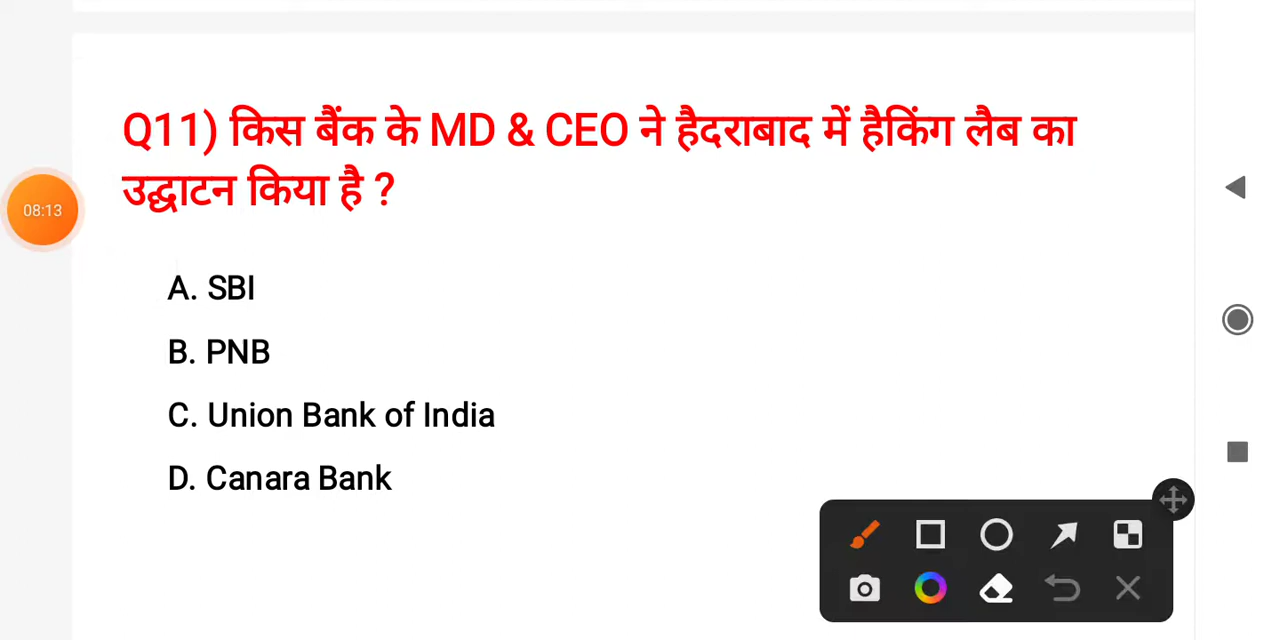 Q11) किस बैंक के MD & CEO ने हैदराबाद में हैकिंग लैब का
उद्घाटन किया है ?
08:13
A. SBI
B. PNB
C. Union Bank of India
D. Canara Bank